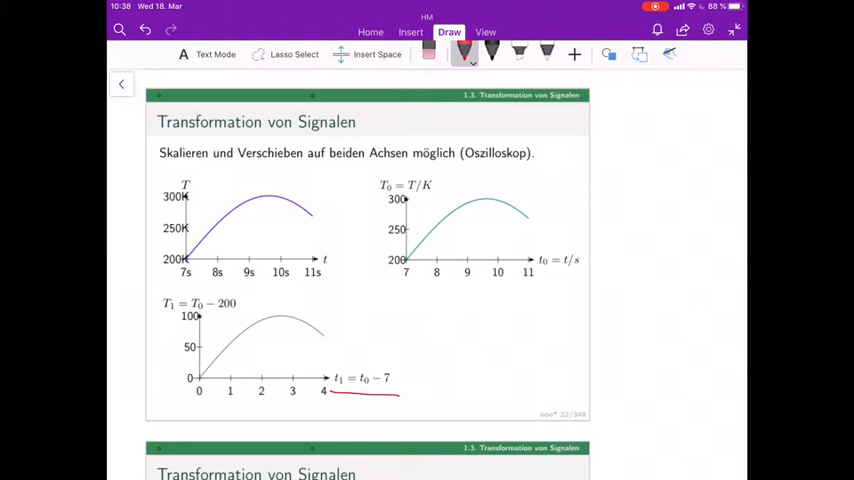 10:38 Wed 18. Mar
88 %
HM
Home Insert Draw View
Text Mode Lasso Select Insert Space
1.3. Transformation von Signalen
Transformation von Signalen
Skalieren und Verschieben auf beiden Achsen möglich (Oszilloskop).
T
300K
250K
200K
7s 8s 9s 10s 11s
t
T₀ = T/K
300
250
200
7 8 9 10 11
t₀ = t/s
T₁ = T₀ − 200
100
50
0
0 1 2 3 4
t₁ = t₀ − 7
22/348
1.3. Transformation von Signalen
Transformation von Signalen